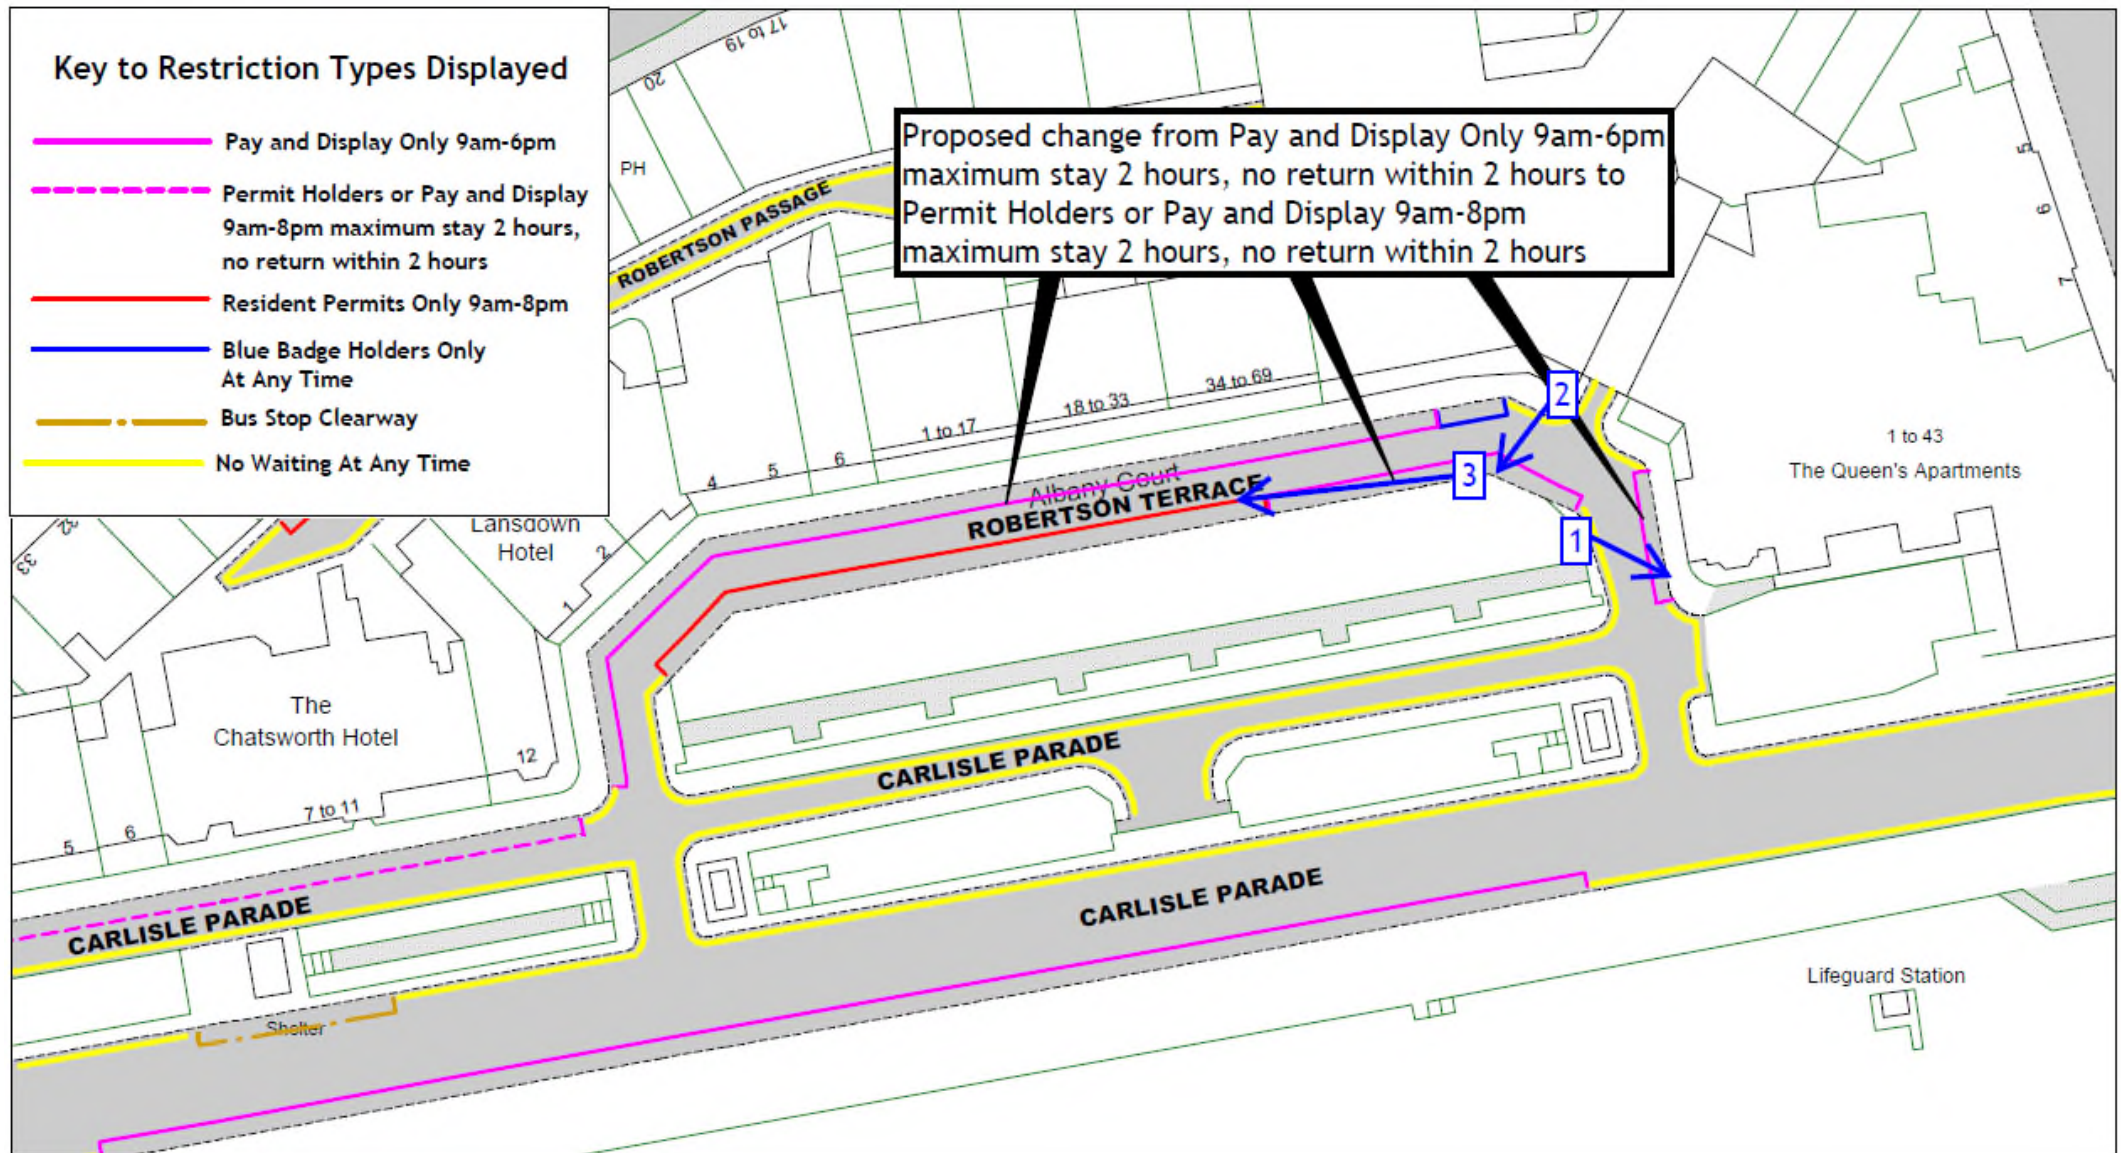 Key to Restriction Types Displayed
Pay and Display Only 9am-6pm
Permit Holders or Pay and Display
9am-8pm maximum stay 2 hours,
no return within 2 hours
Resident Permits Only 9am-8pm
Blue Badge Holders Only
At Any Time
Bus Stop Clearway
No Waiting At Any Time
17 to 19
20
PH
ROBERTSON PASSAGE
Proposed change from Pay and Display Only 9am-6pm
maximum stay 2 hours, no return within 2 hours to
Permit Holders or Pay and Display 9am-8pm
maximum stay 2 hours, no return within 2 hours
5
6
7
34 to 69
18 to 33
1 to 17
6
5
4
2
1
3
1
2
Albany Court
ROBERTSON TERRACE
1 to 43
The Queen's Apartments
33
32
Lansdown
Hotel
The
Chatsworth Hotel
12
7 to 11
6
5
CARLISLE PARADE
CARLISLE PARADE
CARLISLE PARADE
Shelter
Lifeguard Station